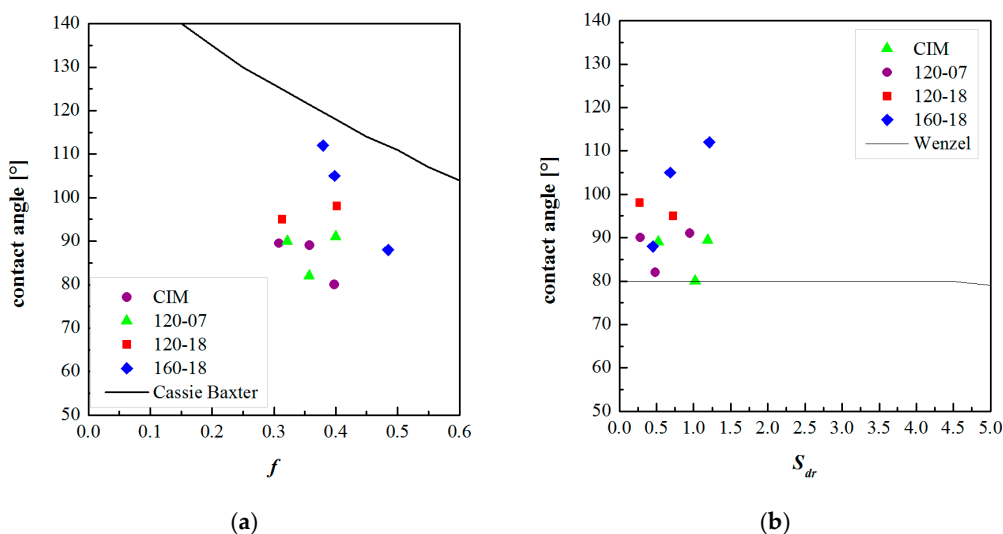 140
130
120
110
100
90
80
70
60
50
contact angle [°]
CIM
120-07
120-18
160-18
Cassie Baxter
0.0 0.1 0.2 0.3 0.4 0.5 0.6
f
(a)
140
130
120
110
100
90
80
70
60
50
contact angle [°]
CIM
120-07
120-18
160-18
Wenzel
0.0 0.5 1.0 1.5 2.0 2.5 3.0 3.5 4.0 4.5 5.0
Sdr
(b)